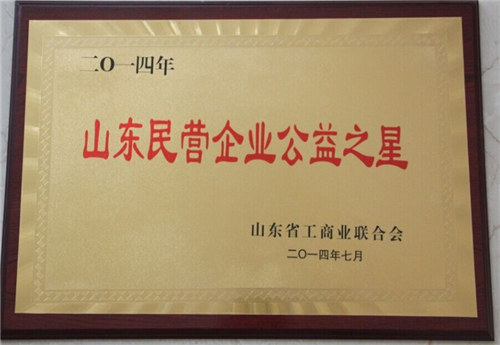 二〇一四年
山东民营企业公益之星
山东省工商业联合会
二〇一四年七月